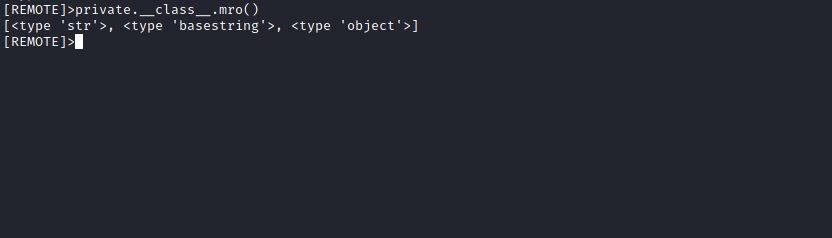 [REMOTE]>private.__class__.mro()
[<type 'str'>, <type 'basestring'>, <type 'object'>]
[REMOTE]>